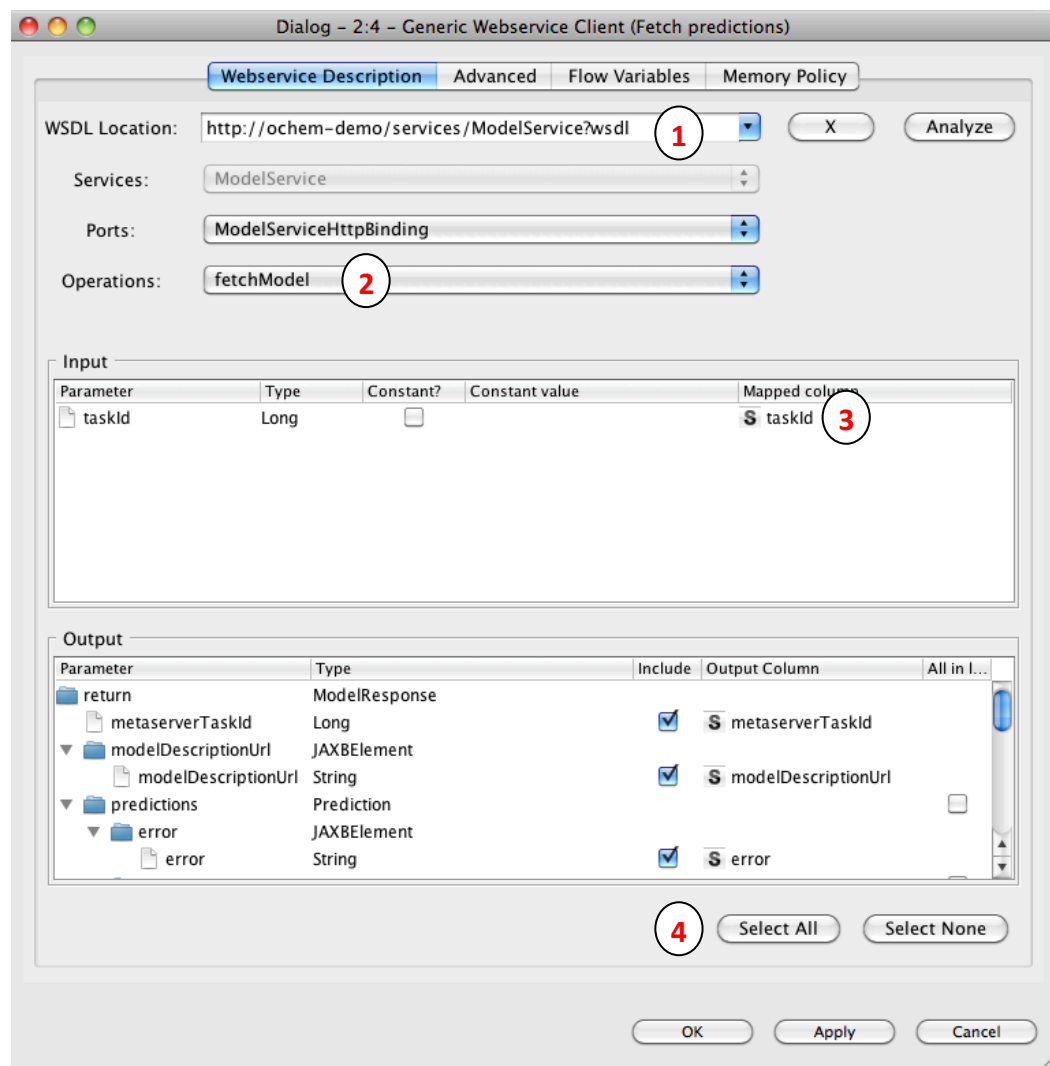 Dialog – 2:4 – Generic Webservice Client (Fetch predictions)
Webservice Description Advanced Flow Variables Memory Policy
WSDL Location: http://ochem-demo/services/ModelService?wsdl 1 X Analyze
Services: ModelService
Ports: ModelServiceHttpBinding
Operations: fetchModel 2
Input
Parameter Type Constant? Constant value Mapped column
taskId Long S taskId 3
Output
Parameter Type Include Output Column All in l...
return ModelResponse
metaserverTaskId Long S metaserverTaskId
modelDescriptionUrl JAXBElement
modelDescriptionUrl String S modelDescriptionUrl
predictions Prediction
error JAXBElement
error String S error
4 Select All Select None
OK Apply Cancel